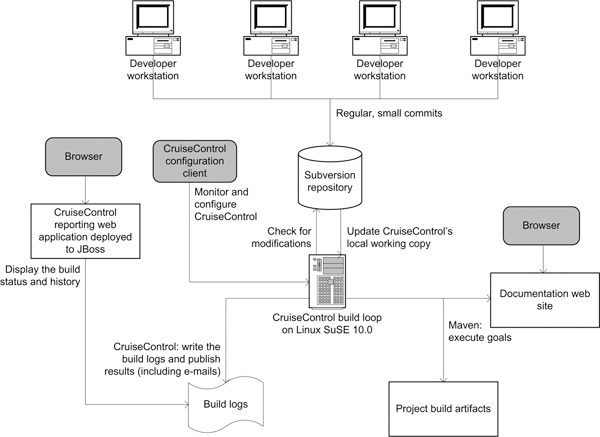 Developer
workstation
Developer
workstation
Developer
workstation
Developer
workstation
Regular, small commits
Browser
CruiseControl
configuration
client
Subversion
repository
Monitor and
configure
CruiseControl
CruiseControl
reporting web
application deployed
to JBoss
Check for
modifications
Update CruiseControl's
local working copy
Browser
Display the build
status and history
Documentation web
site
CruiseControl build loop
on Linux SuSE 10.0
Maven:
execute goals
CruiseControl: write the
build logs and publish
results (including e-mails)
Build logs
Project build artifacts